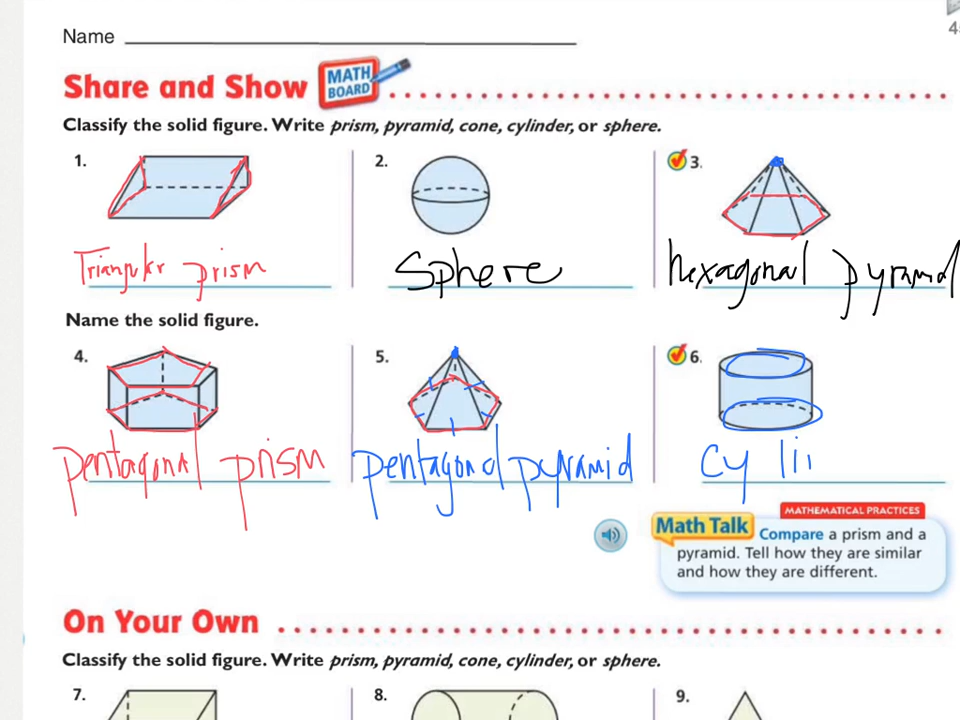 Name
Share and Show MATH BOARD
Classify the solid figure. Write prism, pyramid, cone, cylinder, or sphere.
1. 2. 3.
Triangular prism Sphere hexagonal pyramid
Name the solid figure.
4. 5. 6.
pentagonal prism pentagonal pyramid cylin
MATHEMATICAL PRACTICES
Math Talk Compare a prism and a
pyramid. Tell how they are similar
and how they are different.
On Your Own
Classify the solid figure. Write prism, pyramid, cone, cylinder, or sphere.
7. 8. 9.